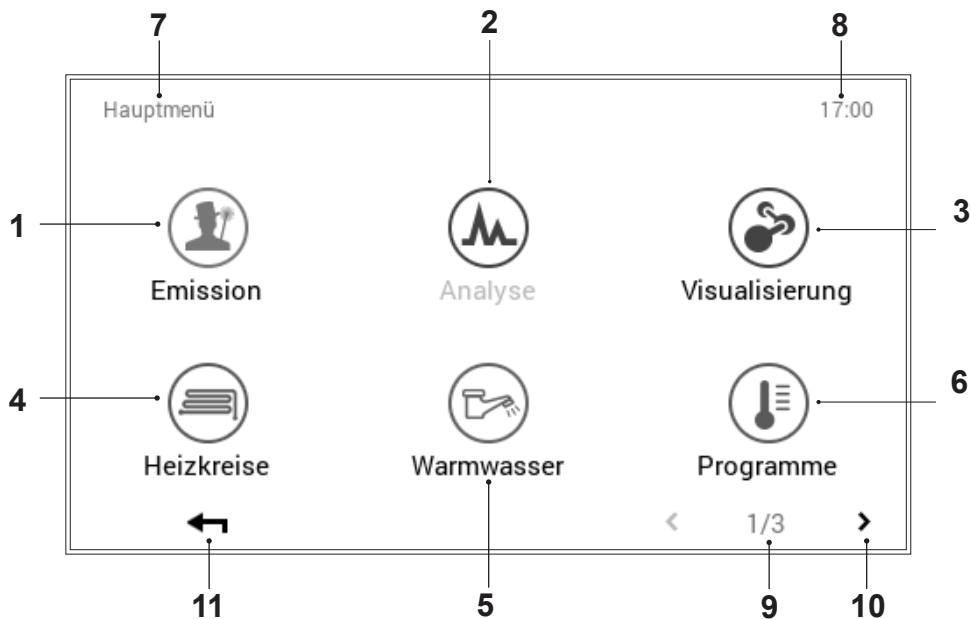 7 2 8
Hauptmenü 17:00
1 3
Emission Analyse Visualisierung
4 6
Heizkreise Warmwasser Programme
< 1/3 >
11 5 9 10